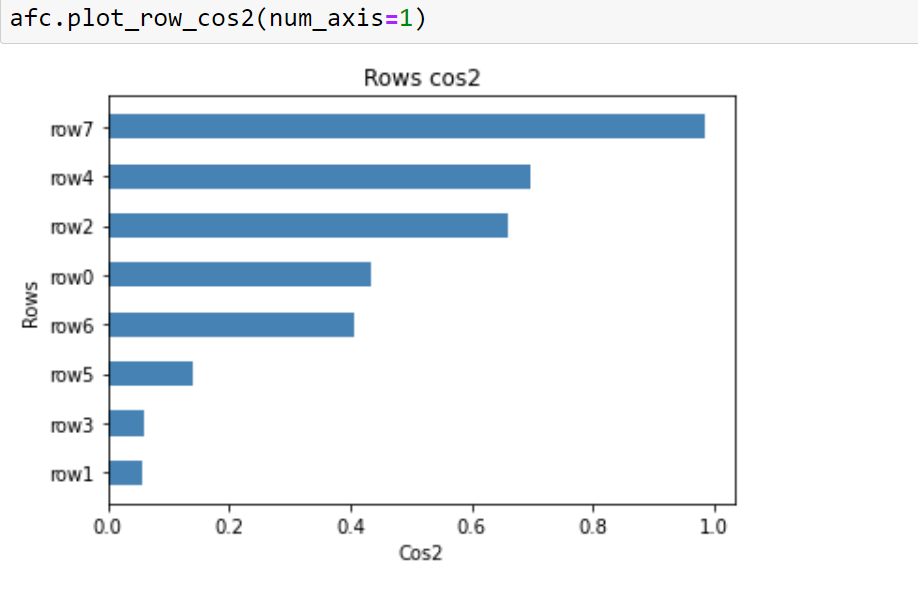 afc.plot_row_cos2(num_axis=1)
Rows cos2
row7
row4
row2
row0
row6
row5
row3
row1
Rows
0.0 0.2 0.4 0.6 0.8 1.0
Cos2